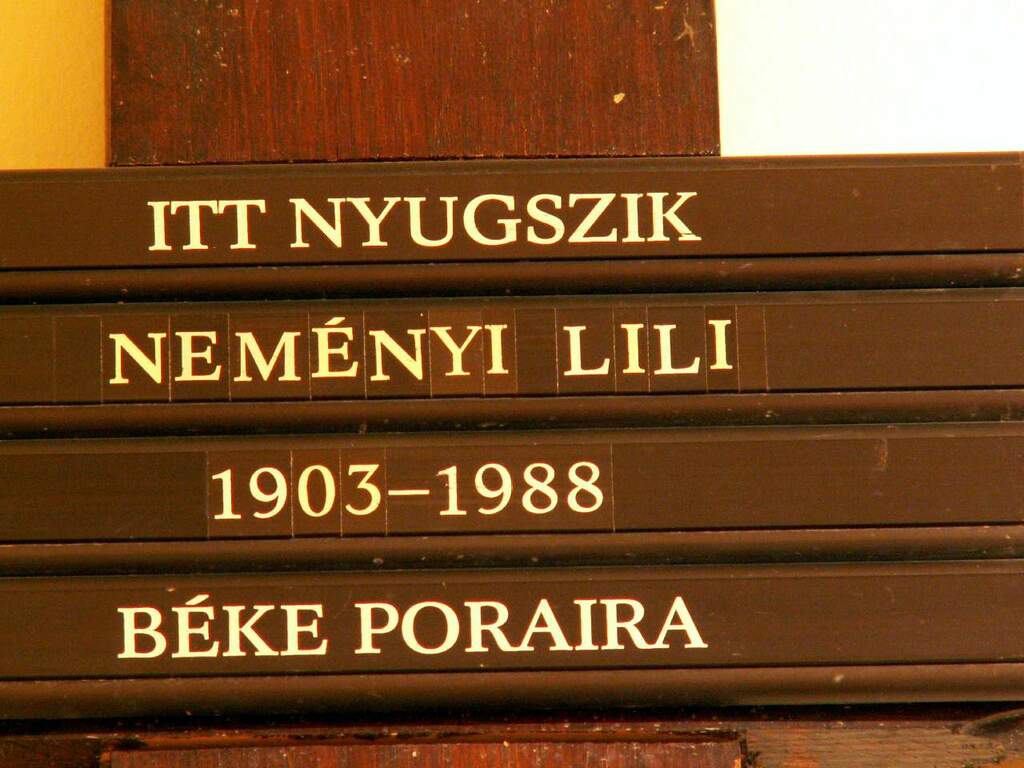 ITT NYUGSZIK
NEMÉNYI LILI
1903–1988
BÉKE PORAIRA